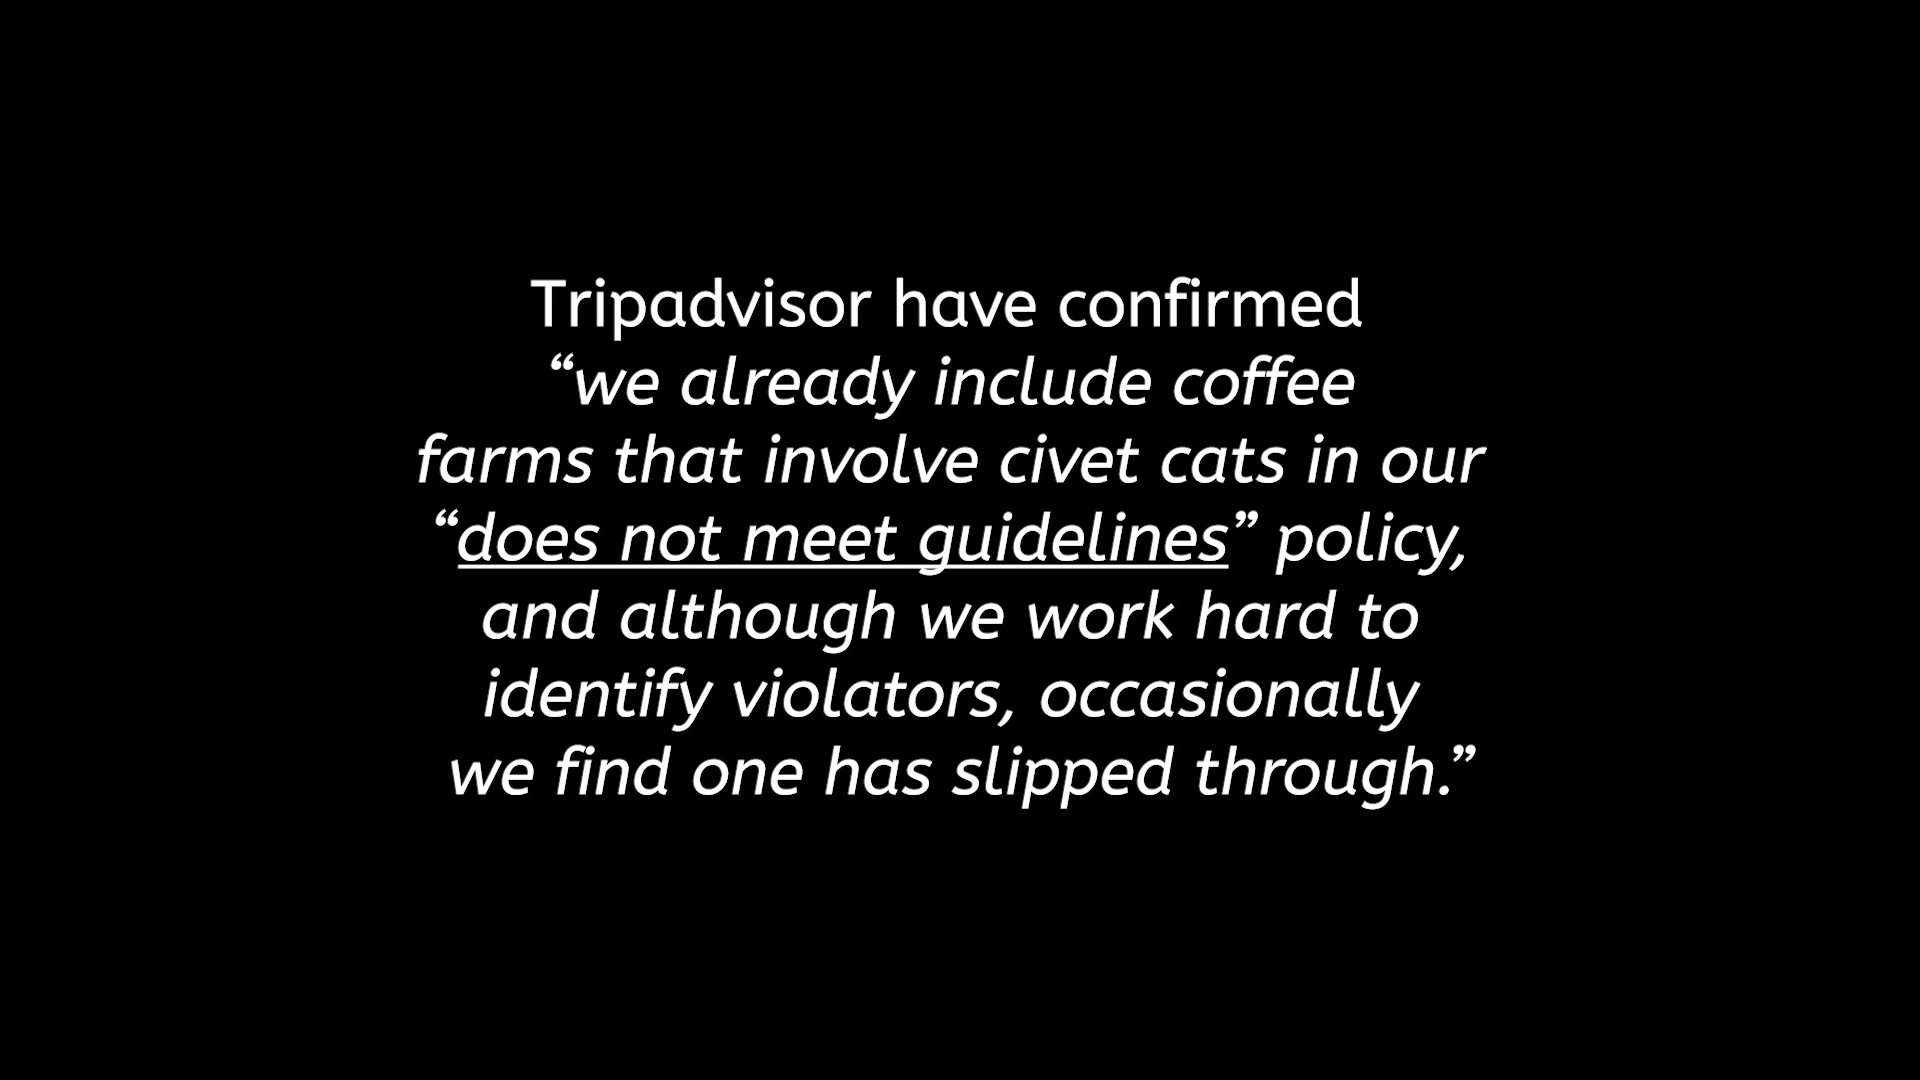 Tripadvisor have confirmed
“we already include coffee
farms that involve civet cats in our
“does not meet guidelines” policy,
and although we work hard to
identify violators, occasionally
we find one has slipped through.”